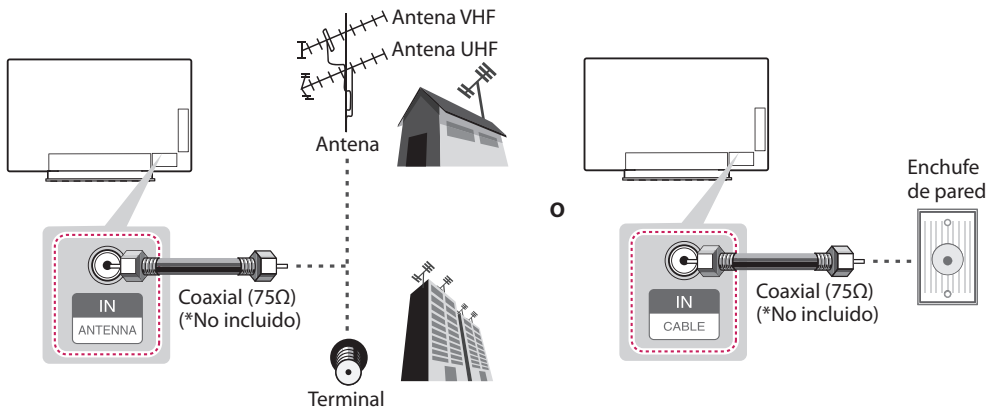 Antena VHF
Antena UHF
Antena
IN
ANTENNA
Coaxial (75Ω)
(*No incluido)
Terminal
o
IN
CABLE
Coaxial (75Ω)
(*No incluido)
Enchufe
de pared